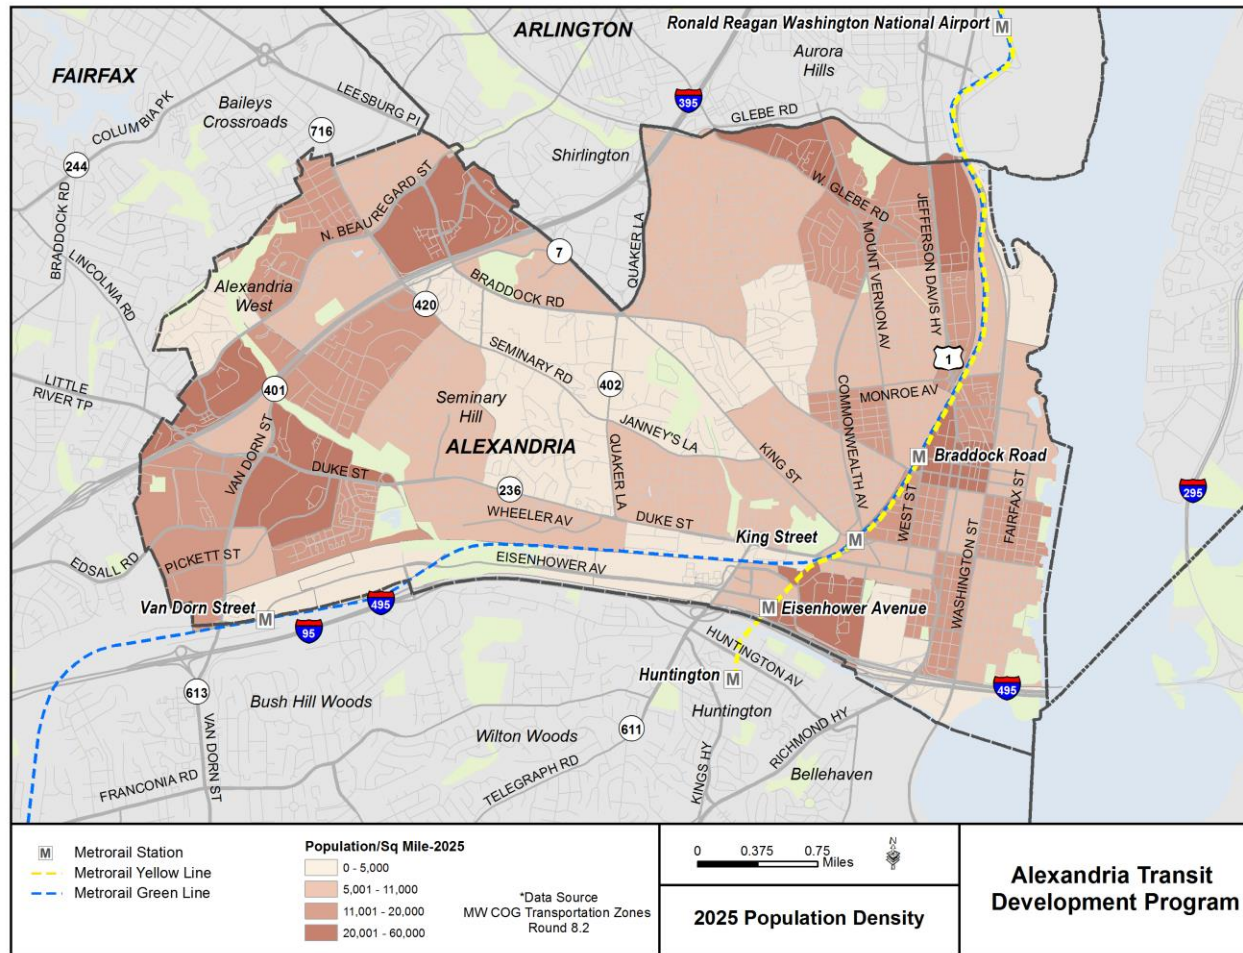 Ronald Reagan Washington National Airport
M
ARLINGTON
Aurora
Hills
FAIRFAX
LEESBURG PI
395
Baileys
Crossroads
COLUMBIA PK
GLEBE RD
716
Shirlington
244
W. GLEBE RD
N. BEAUREGARD ST
JEFFERSON DAVIS HY
BRADDOCK RD
QUAKER LA
MOUNT VERNON AV
7
LINCOLNIA RD
BRADDOCK RD
Alexandria
West
420
SEMINARY RD
1
LITTLE
RIVER TP
401
402
MONROE AV
Seminary
Hill
COMMONWEALTH AV
JANNEY'S LA
VAN DORN ST
ALEXANDRIA
KING ST
M
Braddock Road
DUKE ST
QUAKER LA
FAIRFAX ST
236
295
WEST ST
WHEELER AV
DUKE ST
WASHINGTON ST
King Street
M
EDSALL RD
PICKETT ST
EISENHOWER AV
Van Dorn Street
M
495
95
M
Eisenhower Avenue
HUNTINGTON AV
Huntington
M
495
613
Bush Hill Woods
Huntington
RICHMOND HY
611
Wilton Woods
VAN DORN ST
KINGS HY
FRANCONIA RD
TELEGRAPH RD
Bellehaven
M
Metrorail Station
Metrorail Yellow Line
Metrorail Green Line
Population/Sq Mile-2025
0 - 5,000
5,001 - 11,000
11,001 - 20,000
20,001 - 60,000
*Data Source
MW COG Transportation Zones
Round 8.2
0 0.375 0.75
Miles
N
2025 Population Density
Alexandria Transit
Development Program